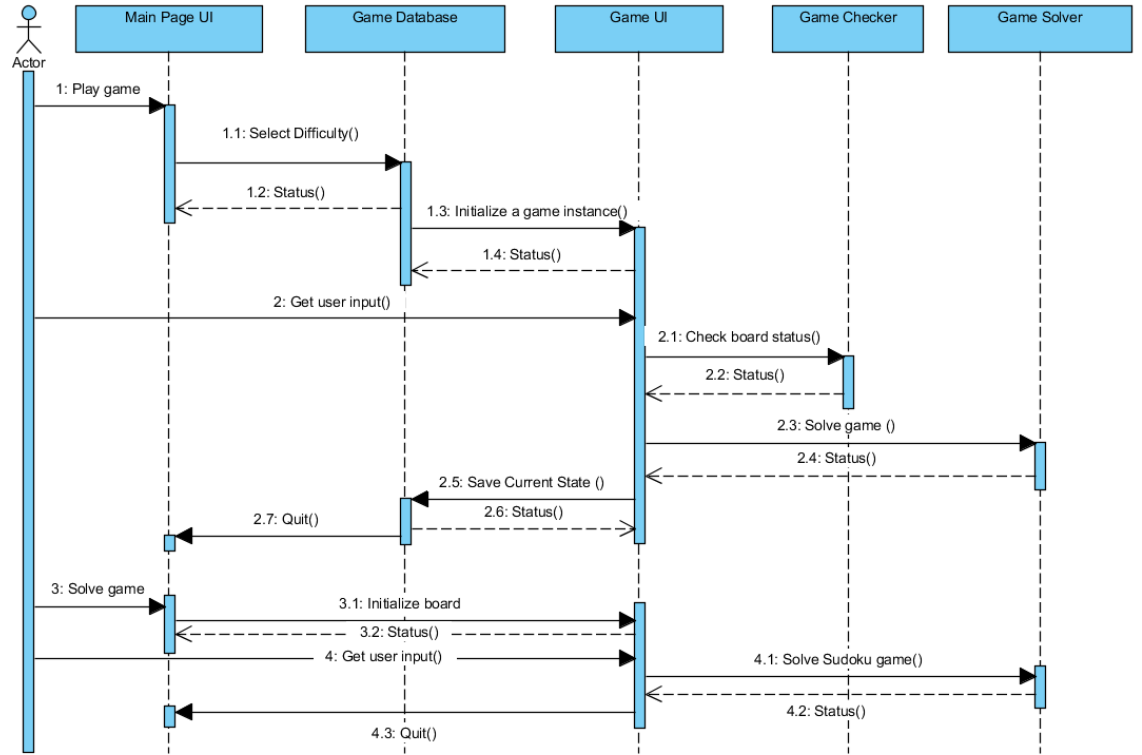 Main Page UI
Game Database
Game UI
Game Checker
Game Solver
Actor
1: Play game
1.1: Select Difficulty()
1.2: Status()
1.3: Initialize a game instance()
1.4: Status()
2: Get user input()
2.1: Check board status()
2.2: Status()
2.3: Solve game ()
2.4: Status()
2.5: Save Current State ()
2.6: Status()
2.7: Quit()
3: Solve game
3.1: Initialize board
3.2: Status()
4: Get user input()
4.1: Solve Sudoku game()
4.2: Status()
4.3: Quit()